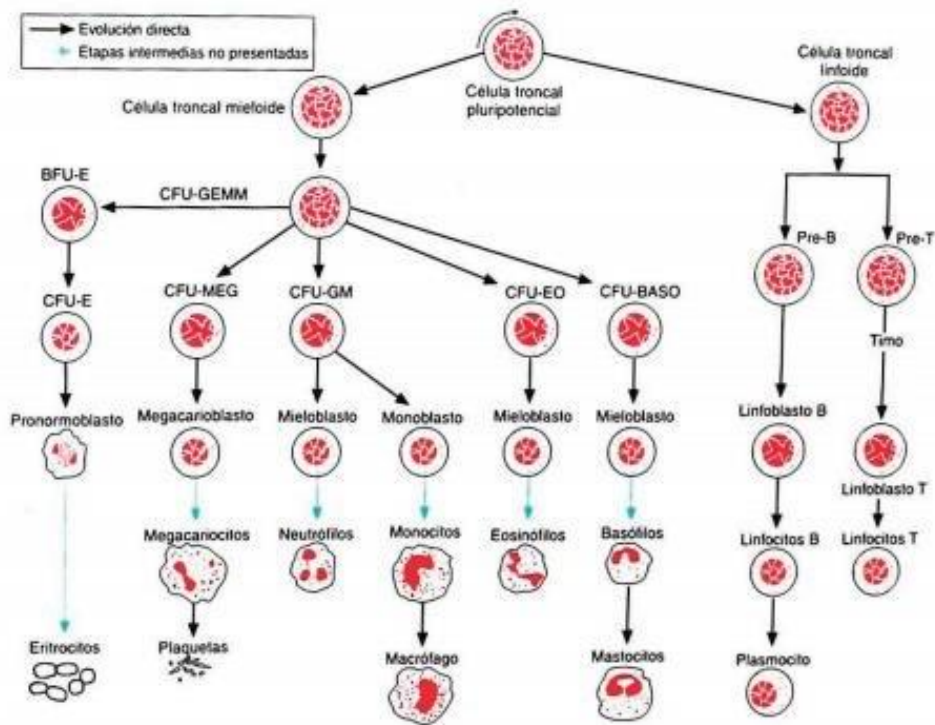 Evolución directa
Etapas intermedias no presentadas
Célula troncal
pluripotencial
Célula troncal
linfoide
Célula troncal mieloide
BFU-E
CFU-GEMM
Pre-B
Pre-T
CFU-E
CFU-MEG
CFU-GM
CFU-EO
CFU-BASO
Timo
Pronormoblasto
Megacarioblasto
Mieloblasto
Monoblasto
Mieloblasto
Mieloblasto
Linfoblasto B
Linfoblasto T
Megacariocitos
Neutrófilos
Monocitos
Eosinófilos
Basófilos
Linfocitos B
Linfocitos T
Eritrocitos
Plaquetas
Macrófago
Mastocitos
Plasmocito